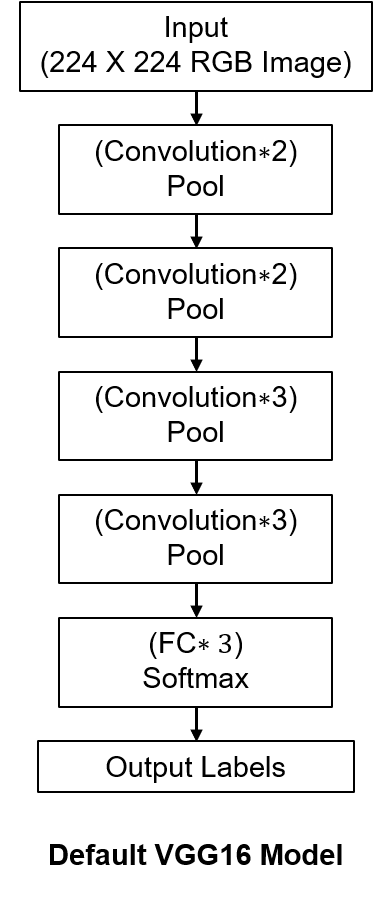 Input
(224 X 224 RGB Image)
(Convolution∗2)
Pool
(Convolution∗2)
Pool
(Convolution∗3)
Pool
(Convolution∗3)
Pool
(FC∗ 3)
Softmax
Output Labels
Default VGG16 Model